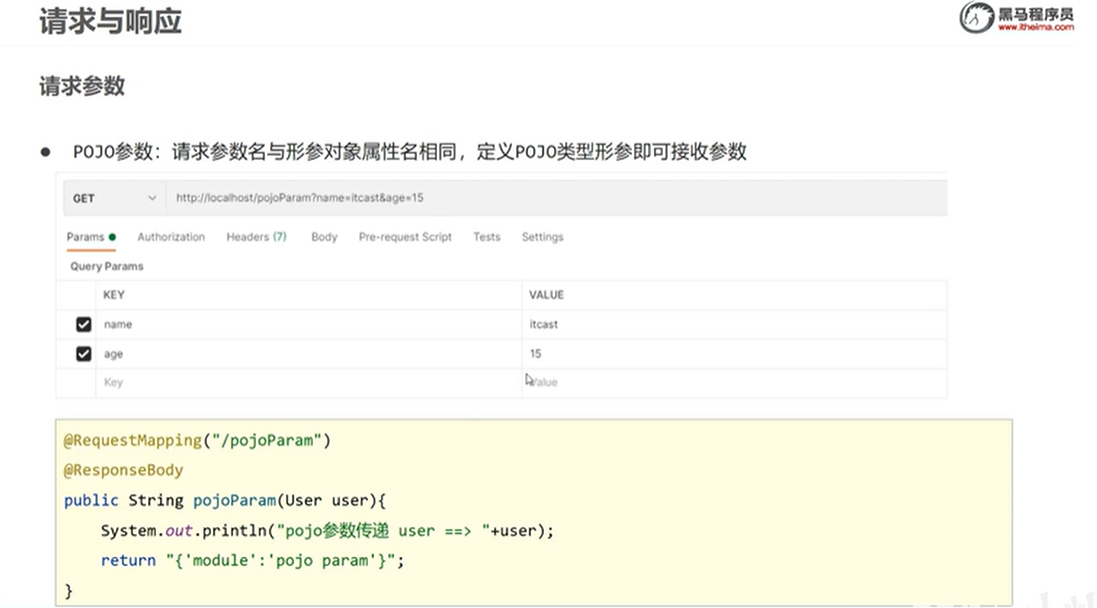 请求与响应
黑马程序员
www.itheima.com
请求参数
● POJO参数：请求参数名与形参对象属性名相同，定义POJO类型形参即可接收参数
GET http://localhost/pojoParam?name=itcast&age=15
Params Authorization Headers (7) Body Pre-request Script Tests Settings
Query Params
KEY VALUE
name itcast
age 15
Key Value
@RequestMapping("/pojoParam")
@ResponseBody
public String pojoParam(User user){
    System.out.println("pojo参数传递 user ==> "+user);
    return "{'module':'pojo param'}";
}